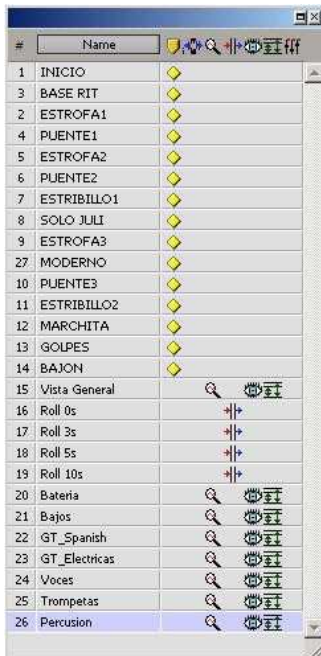 # Name fff
1 INICIO
3 BASE RIT
2 ESTROFA1
4 PUENTE1
5 ESTROFA2
6 PUENTE2
7 ESTRIBILLO1
8 SOLO JULI
9 ESTROFA3
27 MODERNO
10 PUENTE3
11 ESTRIBILLO2
12 MARCHITA
13 GOLPES
14 BAJON
15 Vista General
16 Roll 0s
17 Roll 3s
18 Roll 5s
19 Roll 10s
20 Bateria
21 Bajos
22 GT_Spanish
23 GT_Electricas
24 Voces
25 Trompetas
26 Percusion